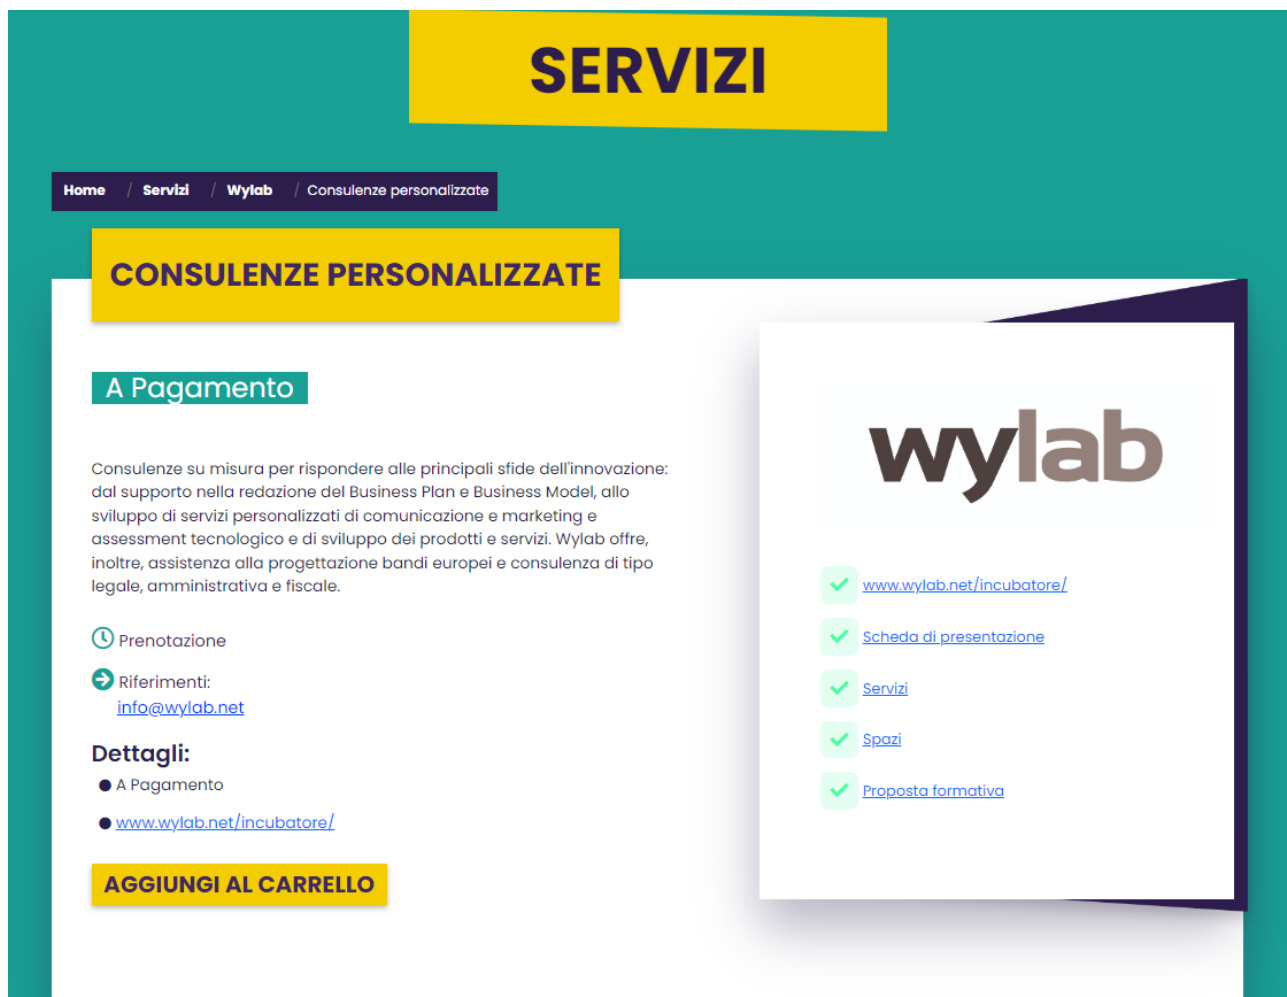 SERVIZI
Home / Servizi / Wylab / Consulenze personalizzate
CONSULENZE PERSONALIZZATE
A Pagamento
Consulenze su misura per rispondere alle principali sfide dell'innovazione:
dal supporto nella redazione del Business Plan e Business Model, allo
sviluppo di servizi personalizzati di comunicazione e marketing e
assessment tecnologico e di sviluppo dei prodotti e servizi. Wylab offre,
inoltre, assistenza alla progettazione bandi europei e consulenza di tipo
legale, amministrativa e fiscale.
Prenotazione
Riferimenti:
info@wylab.net
Dettagli:
A Pagamento
www.wylab.net/incubatore/
AGGIUNGI AL CARRELLO
wylab
www.wylab.net/incubatore/
Scheda di presentazione
Servizi
Spazi
Proposta formativa